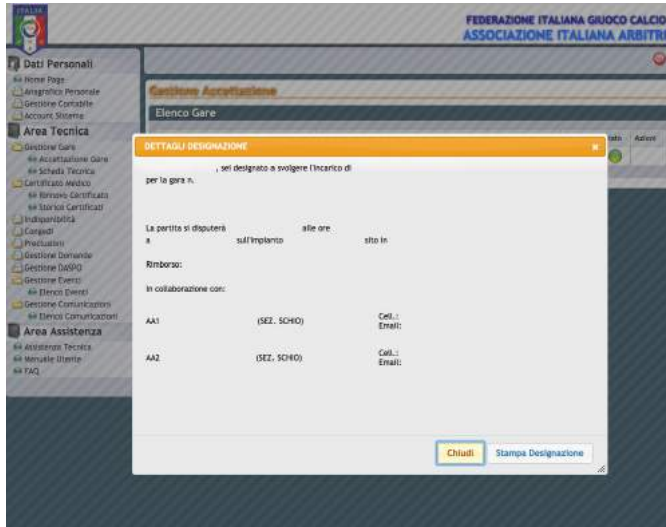 ITALIA
FEDERAZIONE ITALIANA GIUOCO CALCIO
ASSOCIAZIONE ITALIANA ARBITRI
Dati Personali
Home Page
Anagrafica Personale
Gestione Contabile
Account Sistema
Area Tecnica
Gestione Gare
Accettazione Gare
Scheda Tecnica
Certificato Medico
Rinnovo Certificato
Storico Certificati
Indisponibilità
Congedi
Preclusioni
Gestione Domande
Gestione DASPO
Gestione Eventi
Elenco Eventi
Gestione Comunicazioni
Elenco Comunicazioni
Area Assistenza
Assistenza Tecnica
Manuale Utente
FAQ
Gestione Accettazione
Elenco Gare
Azioni
DETTAGLI DESIGNAZIONE
, sei designato a svolgere l'incarico di
per la gara n.
La partita si disputerà alle ore
a sull'impianto sito in
Rimborso:
In collaborazione con:
AA1 (SEZ. SCHIO) Cell.:
Email:
AA2 (SEZ. SCHIO) Cell.:
Email:
Chiudi Stampa Designazione